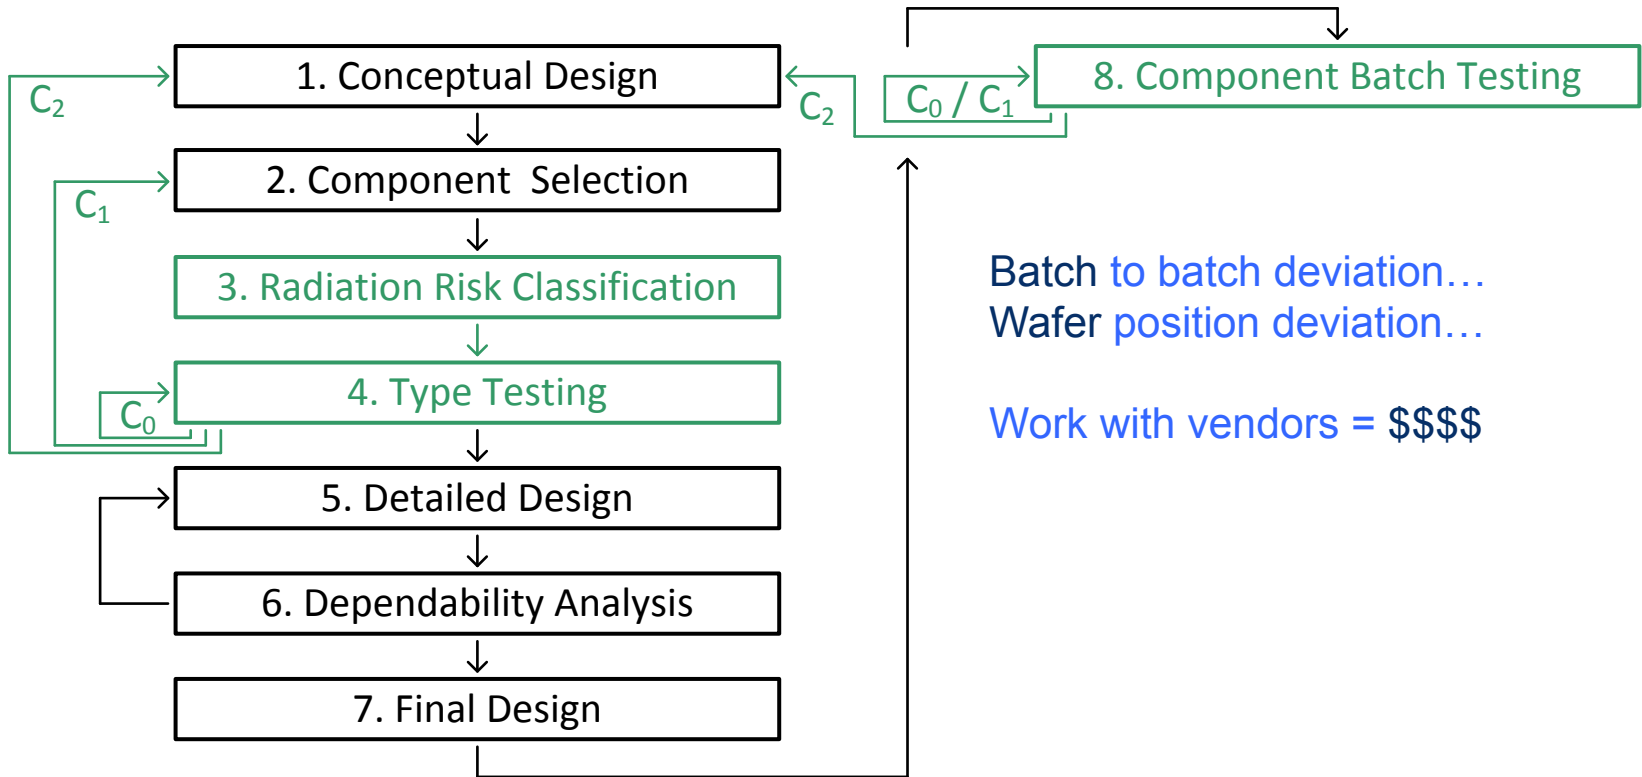 1. Conceptual Design
8. Component Batch Testing
C₂
C₂
C₀ / C₁
2. Component Selection
C₁
3. Radiation Risk Classification
Batch to batch deviation…
Wafer position deviation…
4. Type Testing
C₀
Work with vendors = $$$$
5. Detailed Design
6. Dependability Analysis
7. Final Design